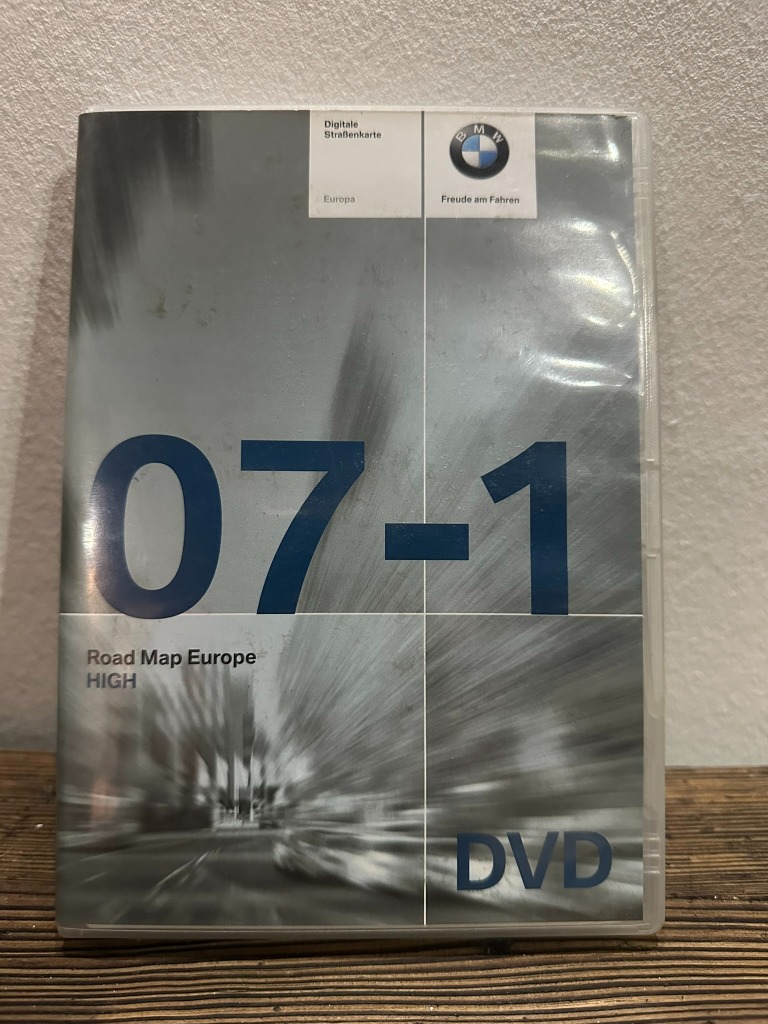 Digitale
Straßenkarte
Europa
BMW
Freude am Fahren
07-1
Road Map Europe
HIGH
DVD